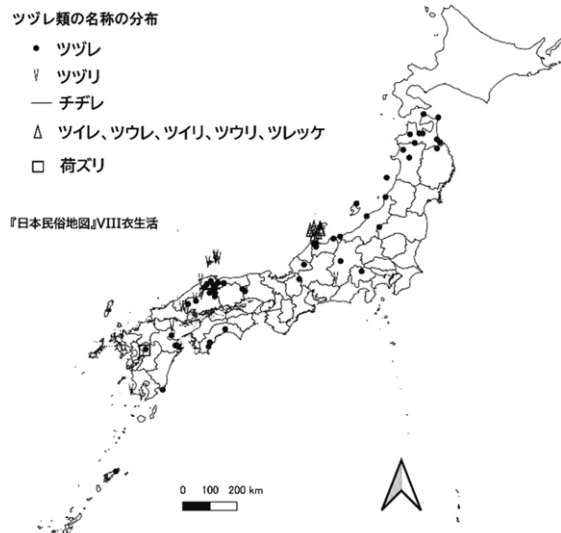 ツヅレ類の名称の分布
ツヅレ
ツヅリ
チヂレ
ツイレ、ツウレ、ツイリ、ツウリ、ツレッケ
荷ズリ
『日本民俗地図』VIII衣生活
0 100 200 km